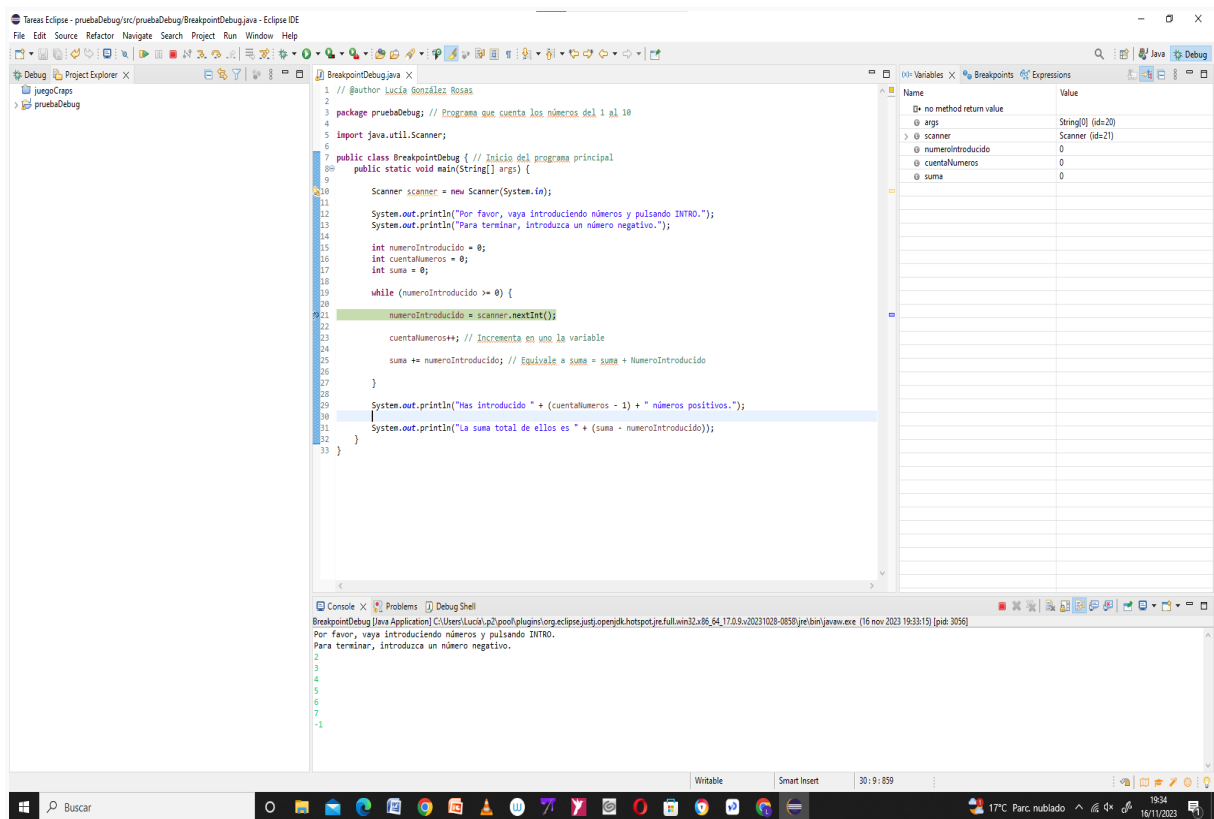 Tareas Eclipse - pruebaDebug/src/pruebaDebug/BreakpointDebug.java - Eclipse IDE
File Edit Source Refactor Navigate Search Project Run Window Help
Java Debug
Debug Project Explorer
juegoCraps
pruebaDebug
BreakpointDebug.java
1 // @author Lucía González Rosas
2
3 package pruebaDebug; // Programa que cuenta los números del 1 al 10
4
5 import java.util.Scanner;
6
7 public class BreakpointDebug { // Inicio del programa principal
8 public static void main(String[] args) {
9
10 Scanner scanner = new Scanner(System.in);
11
12 System.out.println("Por favor, vaya introduciendo números y pulsando INTRO.");
13 System.out.println("Para terminar, introduzca un número negativo.");
14
15 int numeroIntroducido = 0;
16 int cuentaNumeros = 0;
17 int suma = 0;
18
19 while (numeroIntroducido >= 0) {
20
21 numeroIntroducido = scanner.nextInt();
22
23 cuentaNumeros++; // Incrementa en uno la variable
24
25 suma += numeroIntroducido; // Equivale a suma = suma + NumeroIntroducido
26
27 }
28
29 System.out.println("Has introducido " + (cuentaNumeros - 1) + " números positivos.");
30
31 System.out.println("La suma total de ellos es " + (suma - numeroIntroducido));
32 }
33 }
(x)= Variables Breakpoints Expressions
Name Value
no method return value
args String[0] (id=20)
scanner Scanner (id=21)
numeroIntroducido 0
cuentaNumeros 0
suma 0
Console Problems Debug Shell
BreakpointDebug [Java Application] C:\Users\Lucía\.p2\pool\plugins\org.eclipse.justj.openjdk.hotspot.jre.full.win32.x86_64_17.0.9.v20231028-0858\jre\bin\javaw.exe (16 nov 2023 19:33:15) [pid: 3056]
Por favor, vaya introduciendo números y pulsando INTRO.
Para terminar, introduzca un número negativo.
2
3
4
5
6
7
-1
Writable Smart Insert 30 : 9 : 859
Buscar
17°C Parc. nublado
19:34
16/11/2023